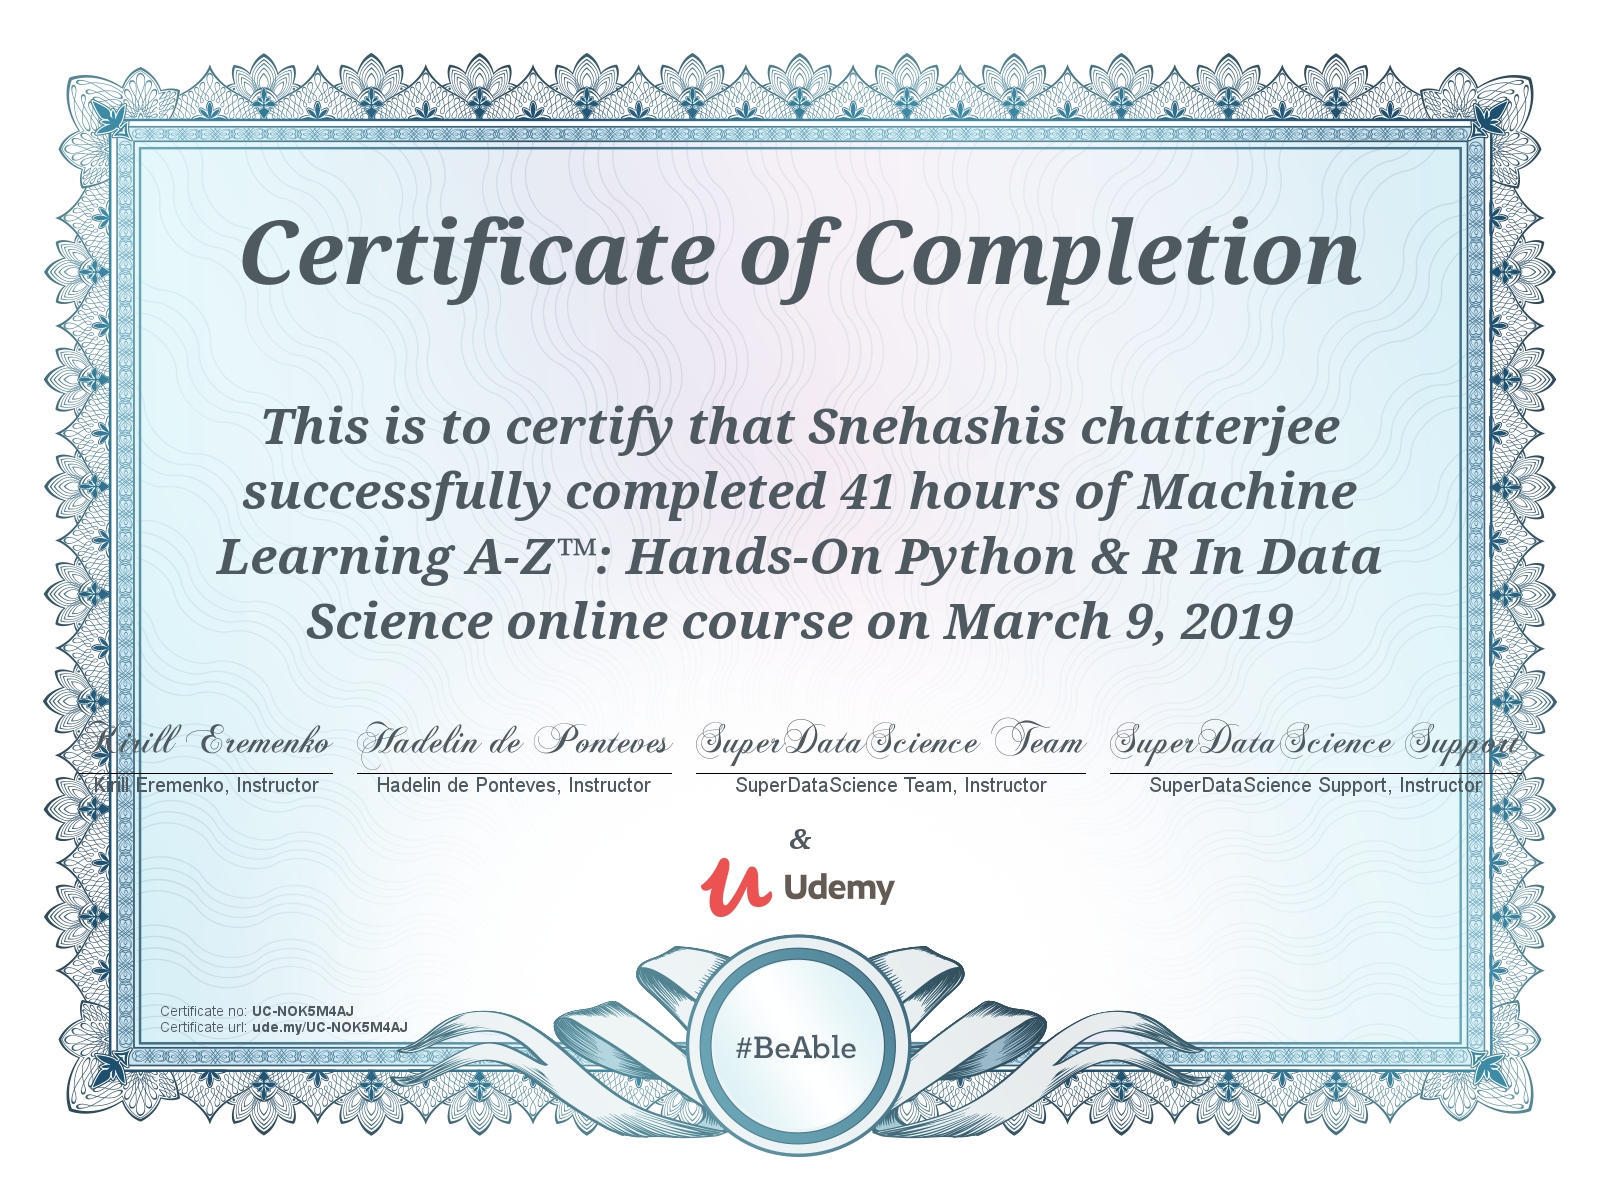 Certificate of Completion
This is to certify that Snehashis chatterjee
successfully completed 41 hours of Machine
Learning A-Z™: Hands-On Python & R In Data
Science online course on March 9, 2019
Kirill Eremenko Hadelin de Ponteves SuperDataScience Team SuperDataScience Support
Kirill Eremenko, Instructor Hadelin de Ponteves, Instructor SuperDataScience Team, Instructor SuperDataScience Support, Instructor
&
Udemy
Certificate no: UC-NOK5M4AJ
Certificate url: ude.my/UC-NOK5M4AJ
#BeAble